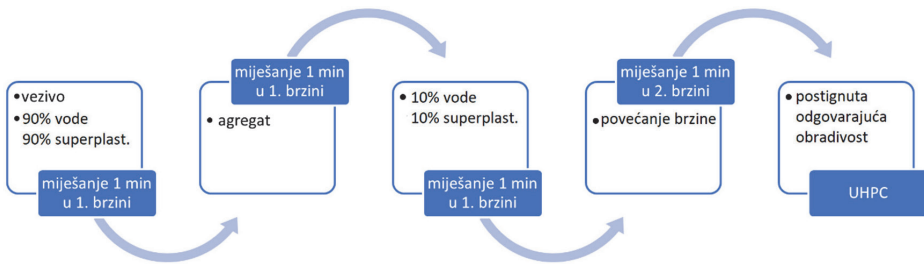 • vezivo
• 90% vode
90% superplast.
miješanje 1 min
u 1. brzini
miješanje 1 min
u 1. brzini
• agregat
• 10% vode
10% superplast.
miješanje 1 min
u 1. brzini
miješanje 1 min
u 2. brzini
• povećanje brzine
• postignuta
odgovarajuća
obradivost
UHPC